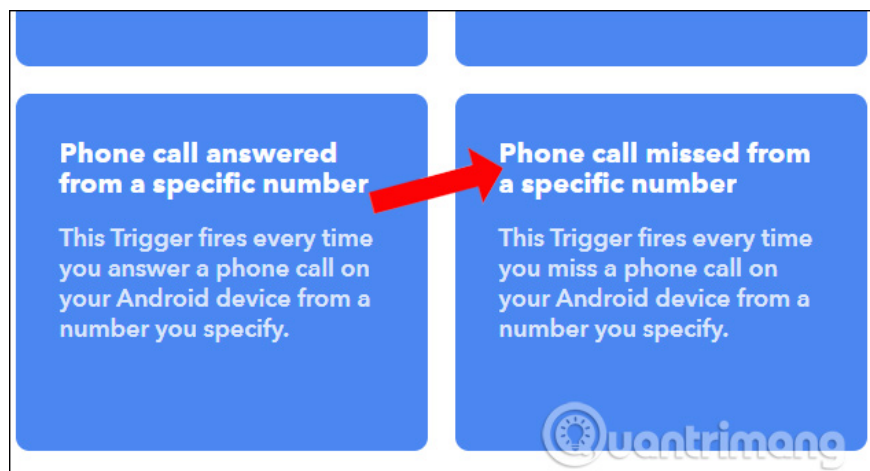 Phone call answered
from a specific number
This Trigger fires every time
you answer a phone call on
your Android device from a
number you specify.
Phone call missed from
a specific number
This Trigger fires every time
you miss a phone call on
your Android device from a
number you specify.
Quantrimang